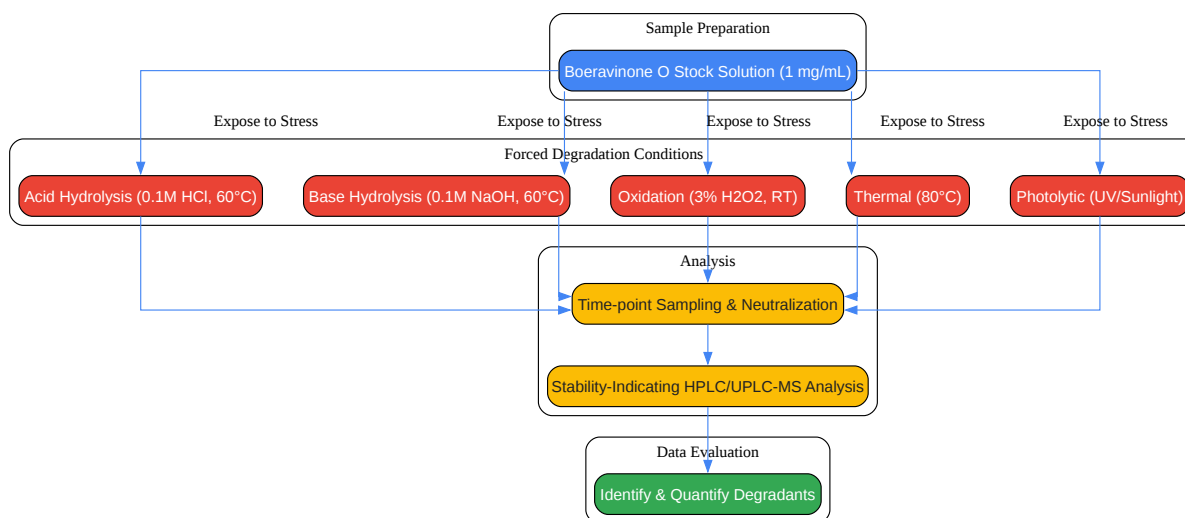 Sample Preparation
Boeravinone O Stock Solution (1 mg/mL)
Expose to Stress
Expose to Stress
Expose to Stress
Expose to Stress
Expose to Stress
Forced Degradation Conditions
Acid Hydrolysis (0.1M HCl, 60°C)
Base Hydrolysis (0.1M NaOH, 60°C)
Oxidation (3% H2O2, RT)
Thermal (80°C)
Photolytic (UV/Sunlight)
Analysis
Time-point Sampling & Neutralization
Stability-Indicating HPLC/UPLC-MS Analysis
Data Evaluation
Identify & Quantify Degradants